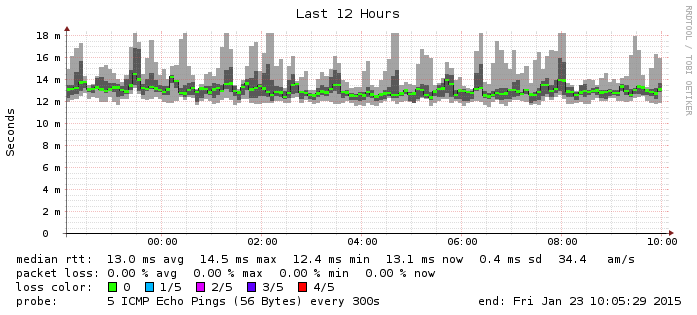 Last 12 Hours
RRDTOOL / TOBI OETIKER
Seconds
18 m
16 m
14 m
12 m
10 m
8 m
6 m
4 m
2 m
0
00:00 02:00 04:00 06:00 08:00 10:00
median rtt: 13.0 ms avg 14.5 ms max 12.4 ms min 13.1 ms now 0.4 ms sd 34.4 am/s
packet loss: 0.00 % avg 0.00 % max 0.00 % min 0.00 % now
loss color: 0 1/5 2/5 3/5 4/5
probe: 5 ICMP Echo Pings (56 Bytes) every 300s end: Fri Jan 23 10:05:29 2015